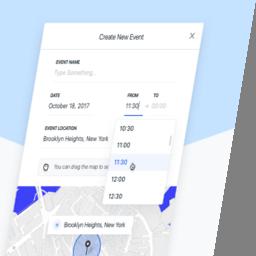 Create New Event
X
EVENT NAME
Type Something...
DATE FROM TO
October 18, 2017 11:30 → 00:00
EVENT LOCATION
Brooklyn Heights, New York
10:30
11:00
11:30
12:00
12:30
You can drag the map to se
Brooklyn Heights, New York